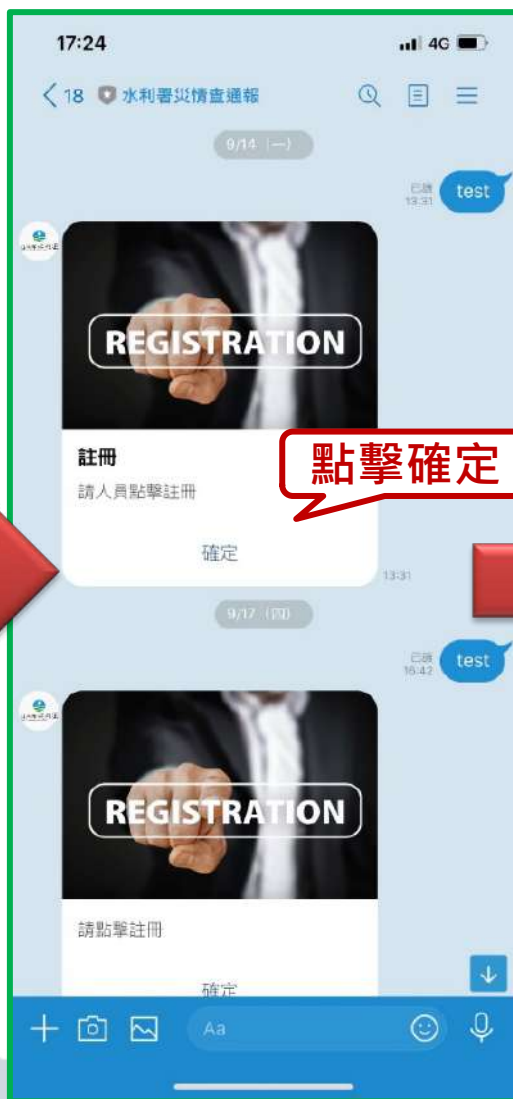 17:24
4G
18 水利署災情查通報
9/14 (一)
已讀
13:31
test
REGISTRATION
註冊
請人員點擊註冊
點擊確定
確定
13:31
9/17 (四)
已讀
16:42
test
REGISTRATION
請點擊註冊
確定
Aa